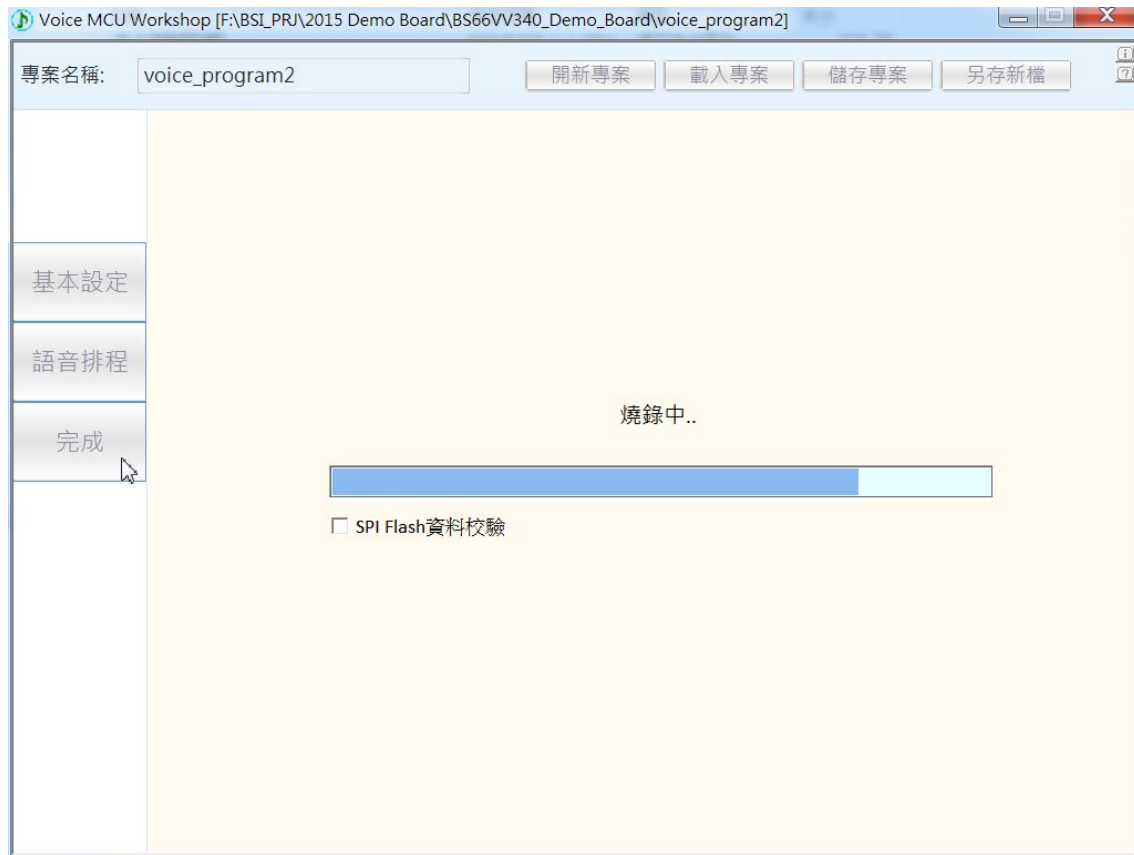 Voice MCU Workshop [F:\BSI_PRJ\2015 Demo Board\BS66VV340_Demo_Board\voice_program2]
專案名稱: voice_program2 開新專案 載入專案 儲存專案 另存新檔
基本設定
語音排程
完成
燒錄中..
SPI Flash資料校驗